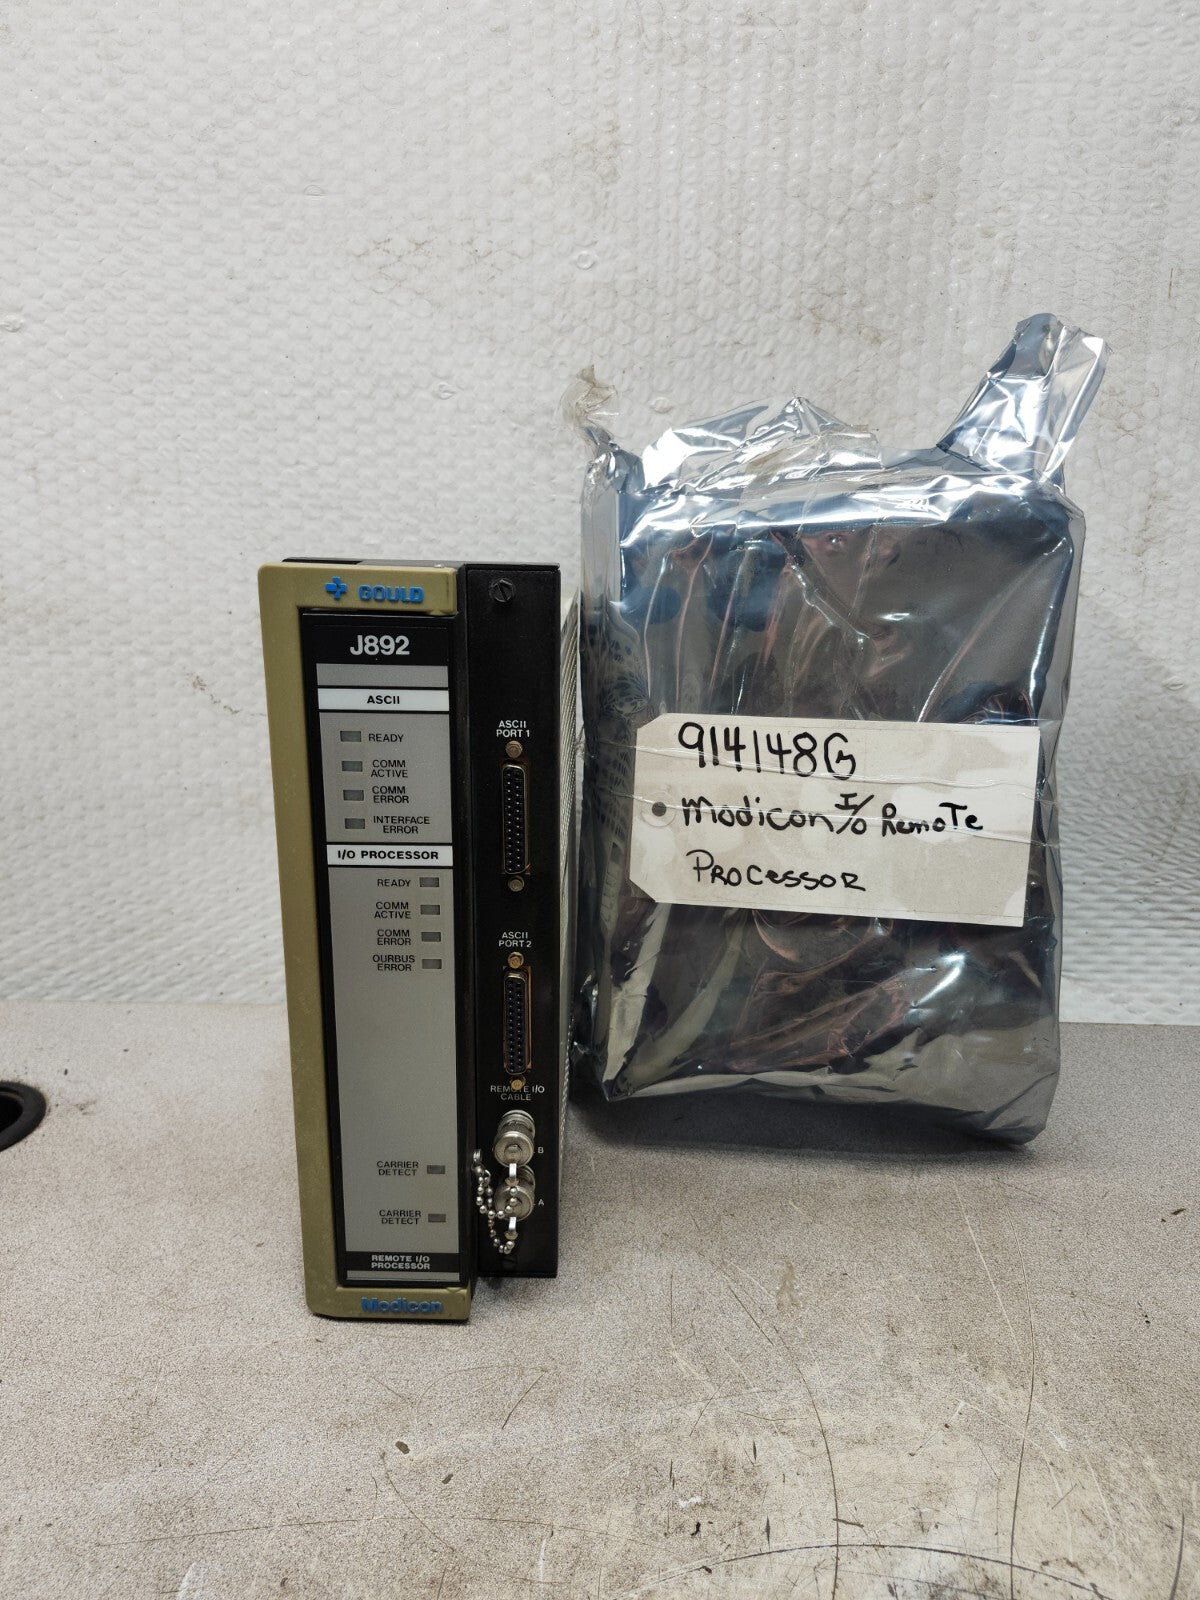 GOULD
J892
ASCII
READY
COMM
ACTIVE
COMM
ERROR
INTERFACE
ERROR
I/O PROCESSOR
READY
COMM
ACTIVE
COMM
ERROR
OURBUS
ERROR
CARRIER
DETECT
CARRIER
DETECT
REMOTE I/O
PROCESSOR
Modicon
ASCII
PORT 1
ASCII
PORT 2
REMOTE I/O
CABLE
B
A
914148G
Modicon I/O Remote
Processor